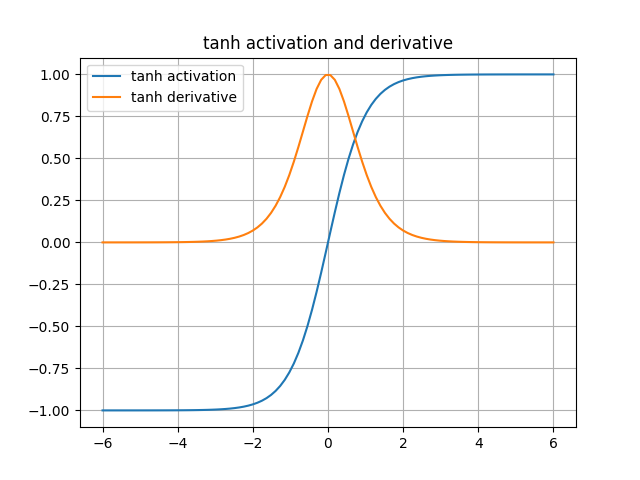 tanh activation and derivative
tanh activation
tanh derivative
1.00
0.75
0.50
0.25
0.00
−0.25
−0.50
−0.75
−1.00
−6 −4 −2 0 2 4 6